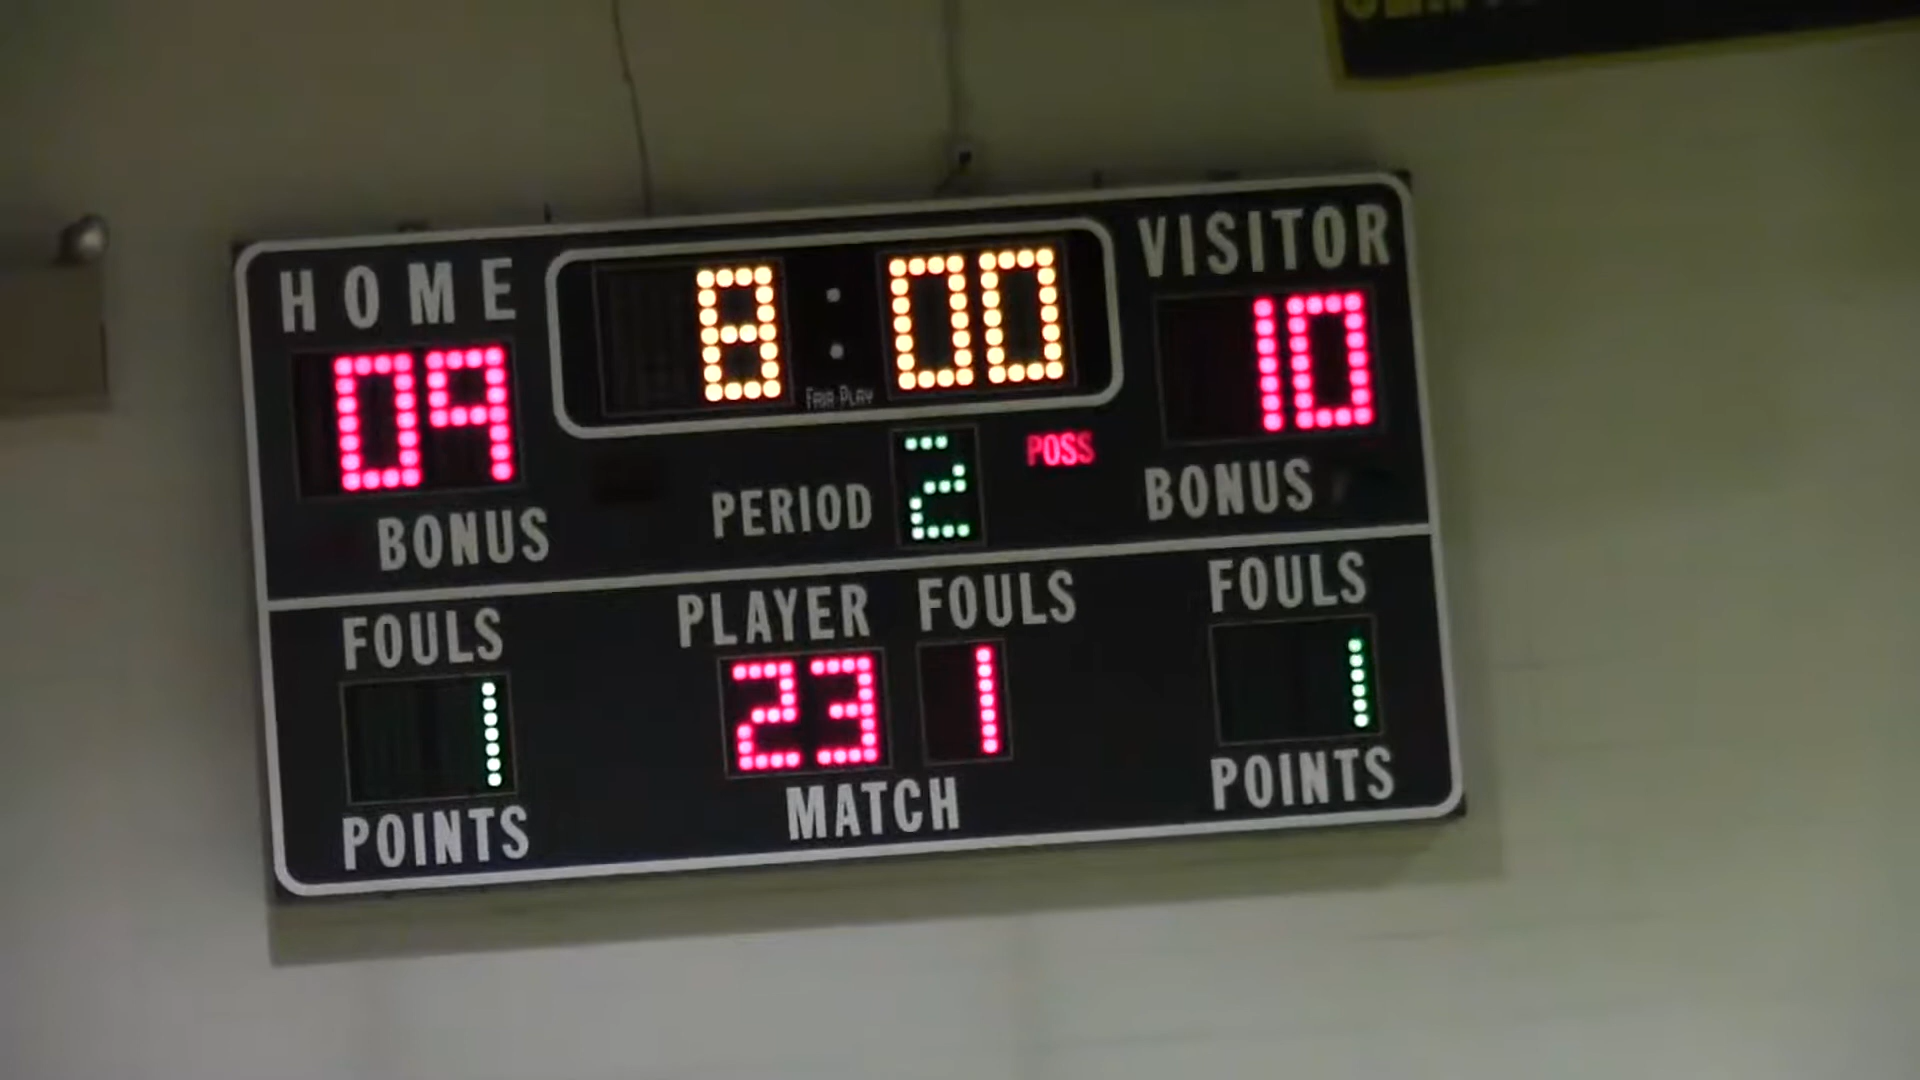 HOME
8:00
VISITOR
09
10
FAIR-PLAY
BONUS
PERIOD 2
POSS
BONUS
FOULS
PLAYER FOULS
FOULS
1
23 1
1
POINTS
MATCH
POINTS